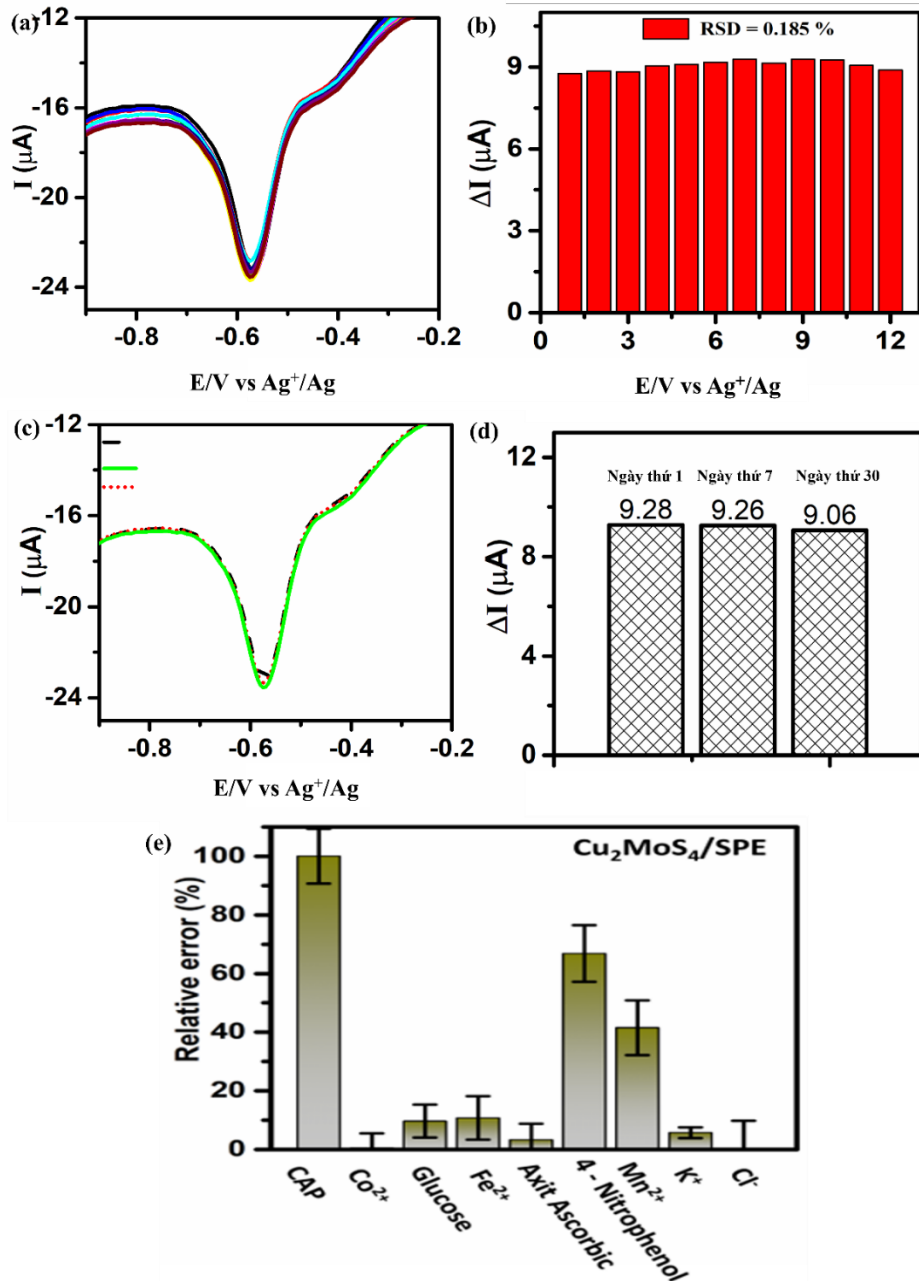 (a)
-12
-16
-20
-24
I (μA)
-0.8
-0.6
-0.4
-0.2
E/V vs Ag⁺/Ag
(b)
RSD = 0.185 %
9
6
3
0
ΔI (μA)
0
3
6
9
12
E/V vs Ag⁺/Ag
(c)
-12
-16
-20
-24
I (μA)
-0.8
-0.6
-0.4
-0.2
E/V vs Ag⁺/Ag
(d)
12
8
4
0
ΔI (μA)
Ngày thứ 1
Ngày thứ 7
Ngày thứ 30
9.28
9.26
9.06
(e)
Cu₂MoS₄/SPE
100
80
60
40
20
0
Relative error (%)
CAP
Co²⁺
Glucose
Fe²⁺
Axit Ascorbic
4 - Nitrophenol
Mn²⁺
K⁺
Cl⁻